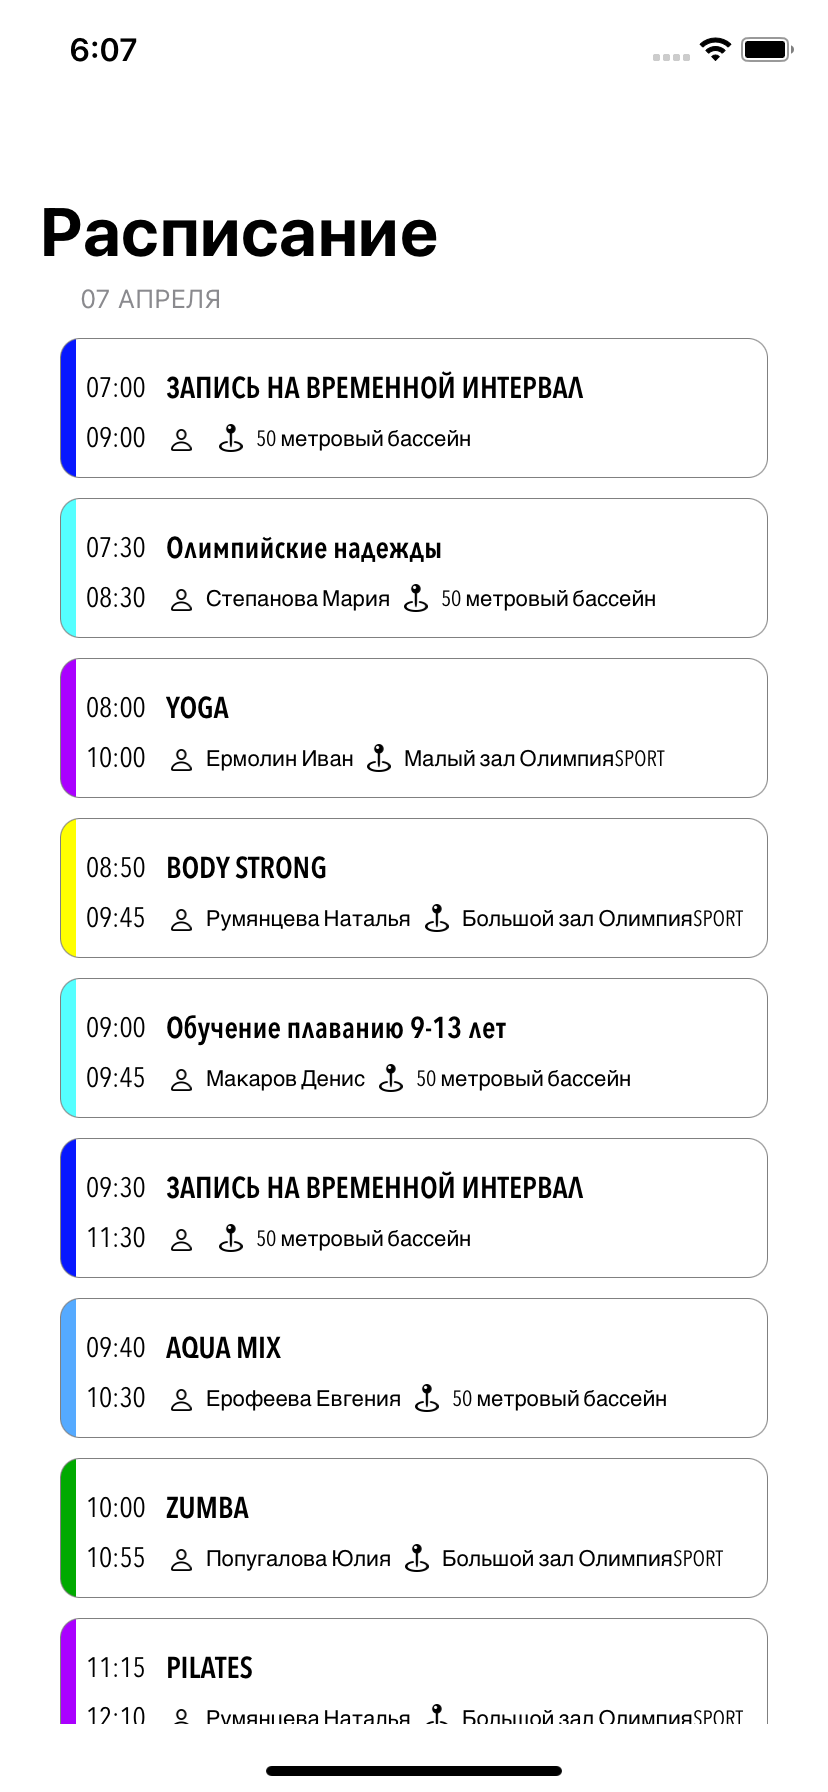 6:07
Расписание
07 АПРЕЛЯ
07:00 ЗАПИСЬ НА ВРЕМЕННОЙ ИНТЕРВАЛ
09:00 50 метровый бассейн
07:30 Олимпийские надежды
08:30 Степанова Мария 50 метровый бассейн
08:00 YOGA
10:00 Ермолин Иван Малый зал ОлимпияSPORT
08:50 BODY STRONG
09:45 Румянцева Наталья Большой зал ОлимпияSPORT
09:00 Обучение плаванию 9-13 лет
09:45 Макаров Денис 50 метровый бассейн
09:30 ЗАПИСЬ НА ВРЕМЕННОЙ ИНТЕРВАЛ
11:30 50 метровый бассейн
09:40 AQUA MIX
10:30 Ерофеева Евгения 50 метровый бассейн
10:00 ZUMBA
10:55 Попугалова Юлия Большой зал ОлимпияSPORT
11:15 PILATES
12:10 Румянцева Наталья Большой зал ОлимпияSPORT